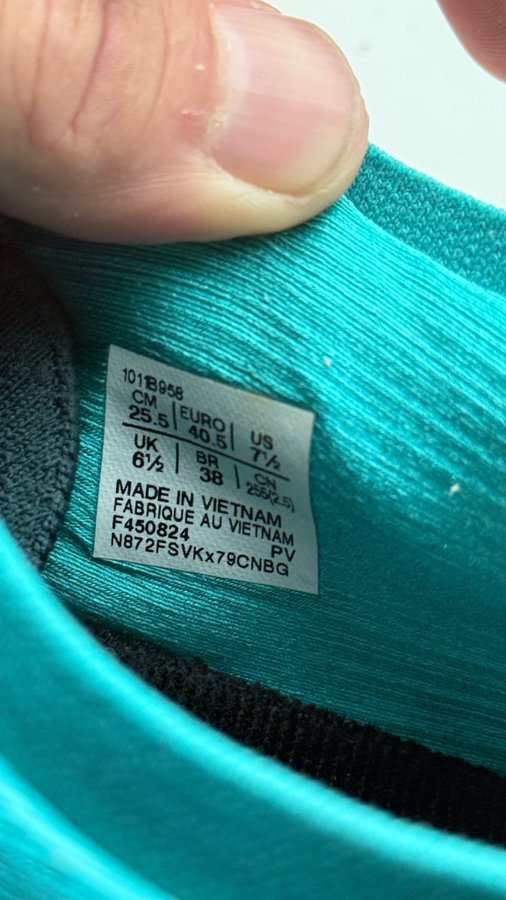 1011B958
CM EURO US
25.5 40.5 7½
UK BR CN
6½ 38 255(2.5)
MADE IN VIETNAM
FABRIQUE AU VIETNAM
F450824 PV
N872FSVKx79CNBG